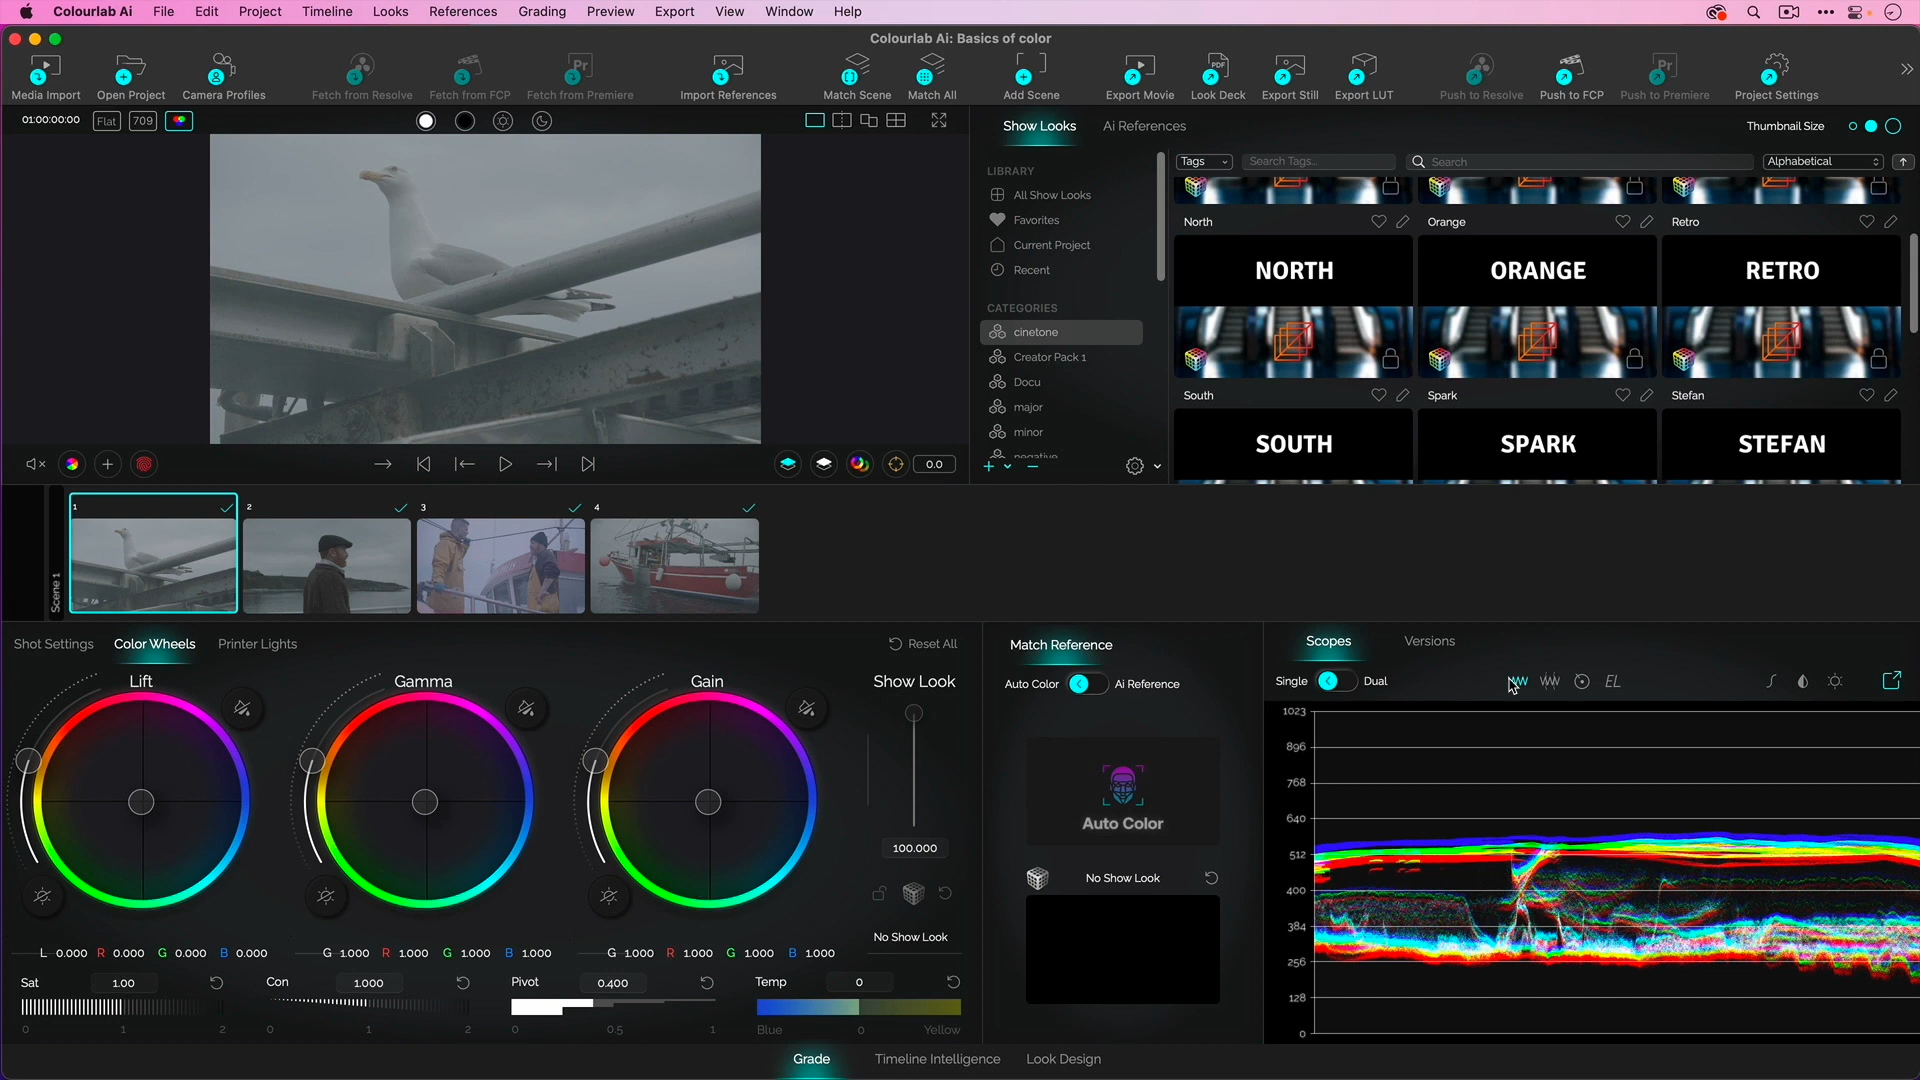 Colourlab Ai File Edit Project Timeline Looks References Grading Preview Export View Window Help
Colourlab Ai: Basics of color
Media Import Open Project Camera Profiles Fetch from Resolve Fetch from FCP Fetch from Premiere Import References Match Scene Match All Add Scene Export Movie Look Deck Export Still Export LUT Push to Resolve Push to FCP Push to Premiere Project Settings
01:00:00:00 Flat 709
Show Looks Ai References Thumbnail Size
LIBRARY
All Show Looks
Favorites
Current Project
Recent
CATEGORIES
cinetone
Creator Pack 1
Docu
major
minor
negative
Tags Search Tags... Search Alphabetical
North Orange Retro
NORTH ORANGE RETRO
South Spark Stefan
SOUTH SPARK STEFAN
0.0
Scene 1
1 2 3 4
Shot Settings Color Wheels Printer Lights Reset All
Lift Gamma Gain Show Look
100.000
No Show Look
L 0.000 R 0.000 G 0.000 B 0.000 G 1.000 R 1.000 G 1.000 B 1.000 G 1.000 R 1.000 G 1.000 B 1.000
Sat 1.00 Con 1.000 Pivot 0.400 Temp 0
0 1 2 0 1 2 0 0.5 1 Blue 0 Yellow
Match Reference
Auto Color Ai Reference
Auto Color
No Show Look
Scopes Versions
Single Dual EL
1023
896
768
640
512
400
384
256
128
0
Grade Timeline Intelligence Look Design